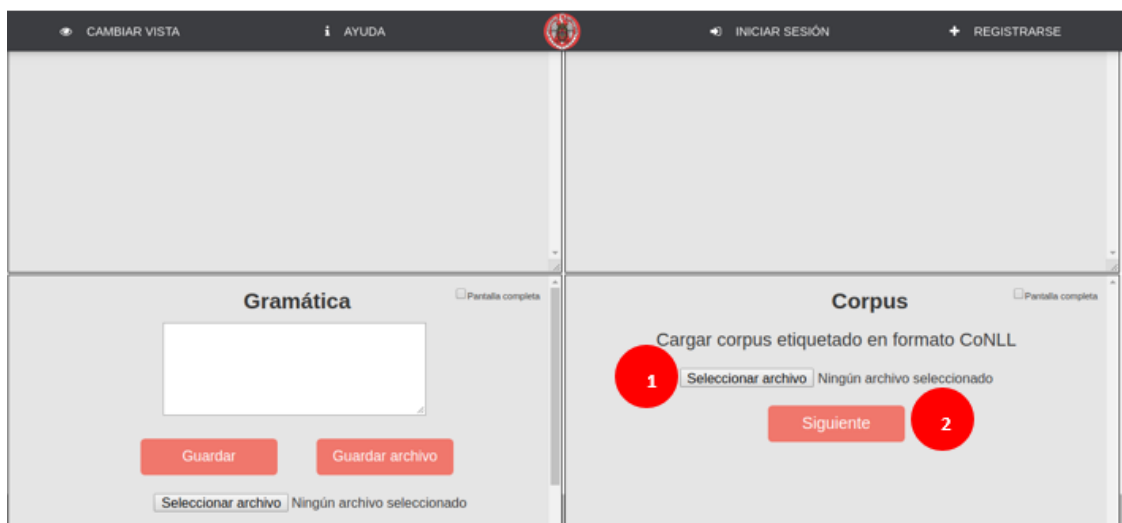 CAMBIAR VISTA
AYUDA
INICIAR SESIÓN
REGISTRARSE
Gramática
Pantalla completa
Guardar
Guardar archivo
Seleccionar archivo Ningún archivo seleccionado
Corpus
Pantalla completa
Cargar corpus etiquetado en formato CoNLL
1
Seleccionar archivo Ningún archivo seleccionado
Siguiente
2